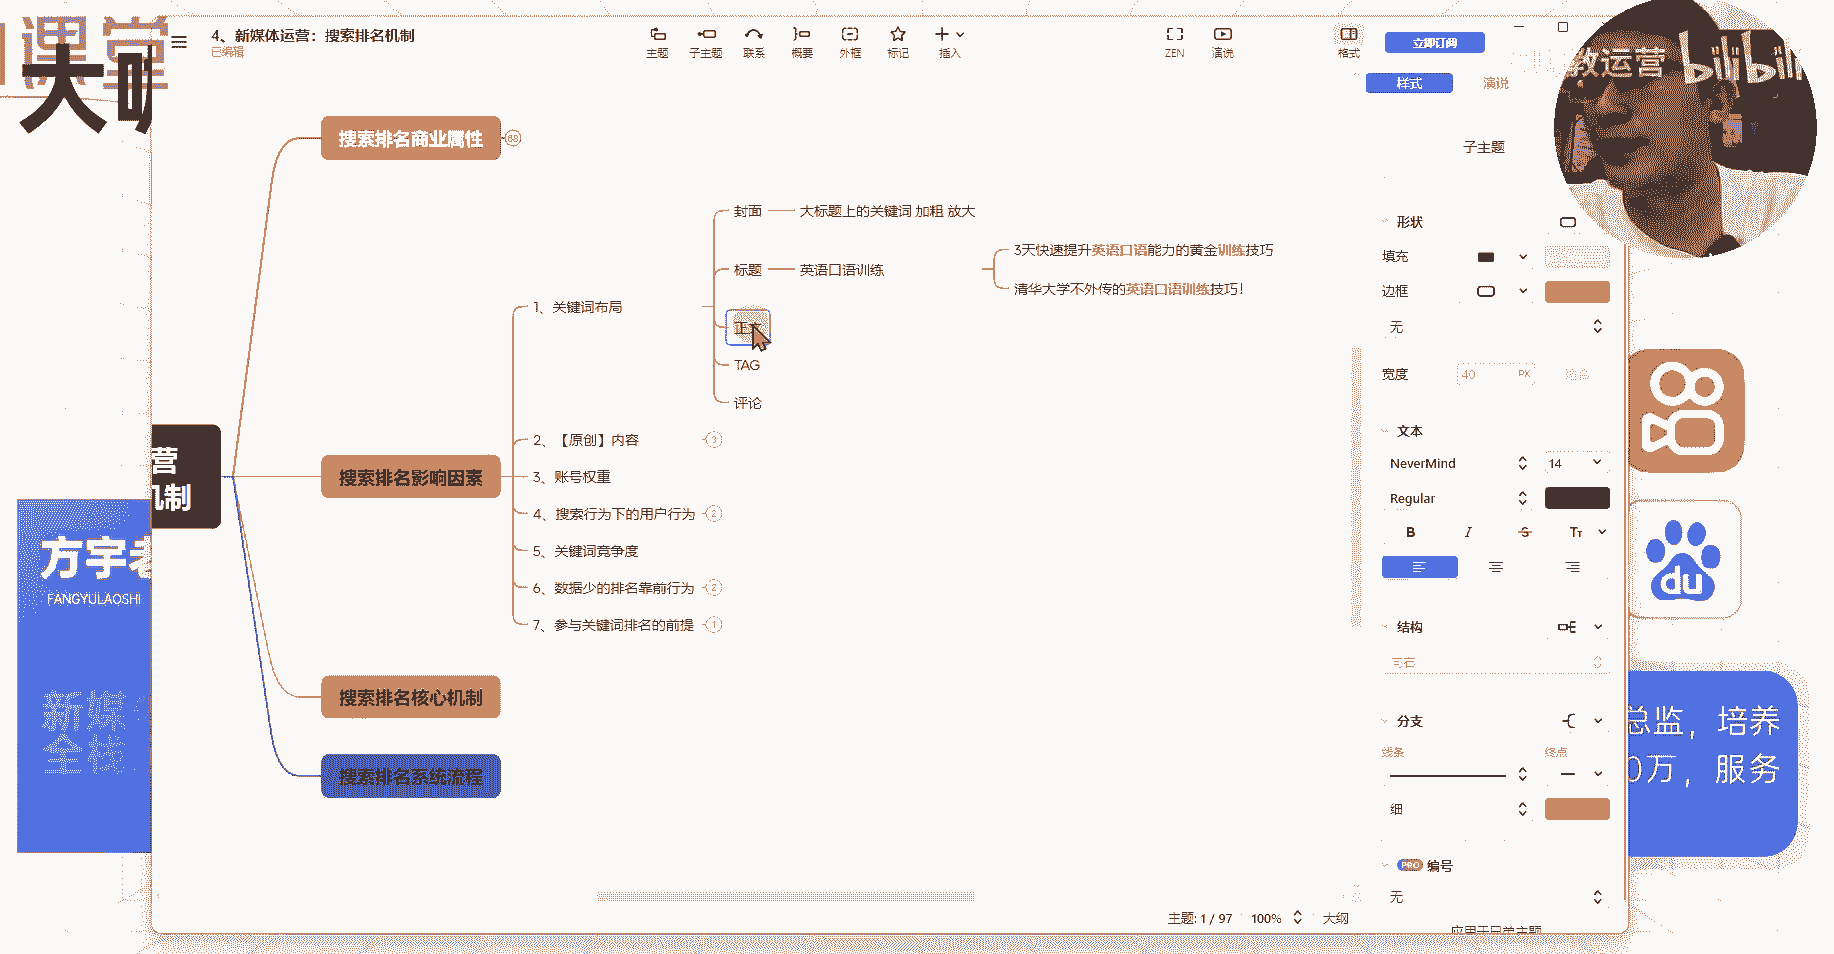 课堂
大
4、新媒体运营：搜索排名机制
已编辑
主题
子主题
联系
概要
外框
标记
插入
ZEN
演说
格式
立即订阅
样式
演说
教运营 bilibili
子主题
搜索排名商业属性
68
封面
大标题上的关键词 加粗 放大
标题
英语口语训练
3天快速提升英语口语能力的黄金训练技巧
清华大学不外传的英语口语训练技巧！
1、关键词布局
正文
TAG
评论
营
机制
搜索排名影响因素
2、【原创】内容
3
3、账号权重
4、搜索行为下的用户行为
2
5、关键词竞争度
6、数据少的排名靠前行为
2
7、参与关键词排名的前提
1
搜索排名核心机制
搜索排名系统流程
形状
填充
边框
无
宽度
40
PX
文本
NeverMind
14
Regular
B
I
S
Tт
结构
分支
线条
终点
细
PRO
编号
无
应用于兄弟主题
主题: 1 / 97
100%
大纲
方宇老
FANGYULAOSHI
新媒
全栈
du
总监，培养
0万，服务